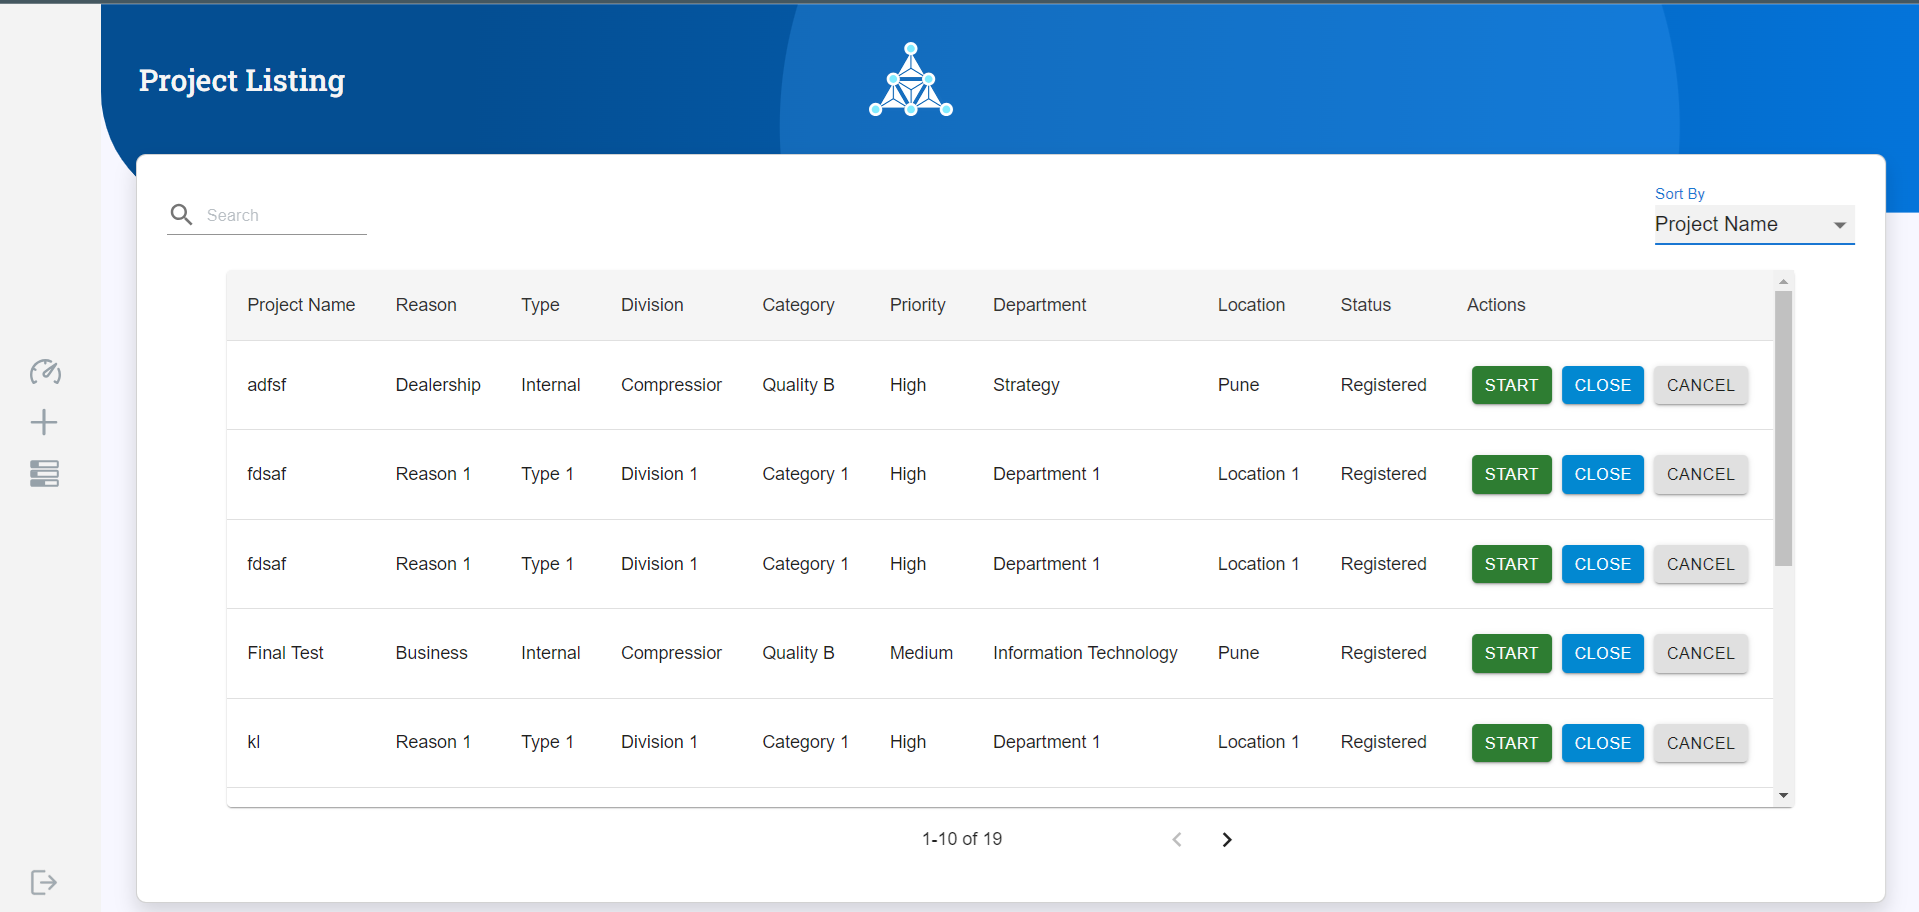 Project Listing
Search
Sort By
Project Name
Project Name Reason Type Division Category Priority Department Location Status Actions
adfsf Dealership Internal Compressior Quality B High Strategy Pune Registered START CLOSE CANCEL
fdsaf Reason 1 Type 1 Division 1 Category 1 High Department 1 Location 1 Registered START CLOSE CANCEL
fdsaf Reason 1 Type 1 Division 1 Category 1 High Department 1 Location 1 Registered START CLOSE CANCEL
Final Test Business Internal Compressior Quality B Medium Information Technology Pune Registered START CLOSE CANCEL
kl Reason 1 Type 1 Division 1 Category 1 High Department 1 Location 1 Registered START CLOSE CANCEL
1-10 of 19